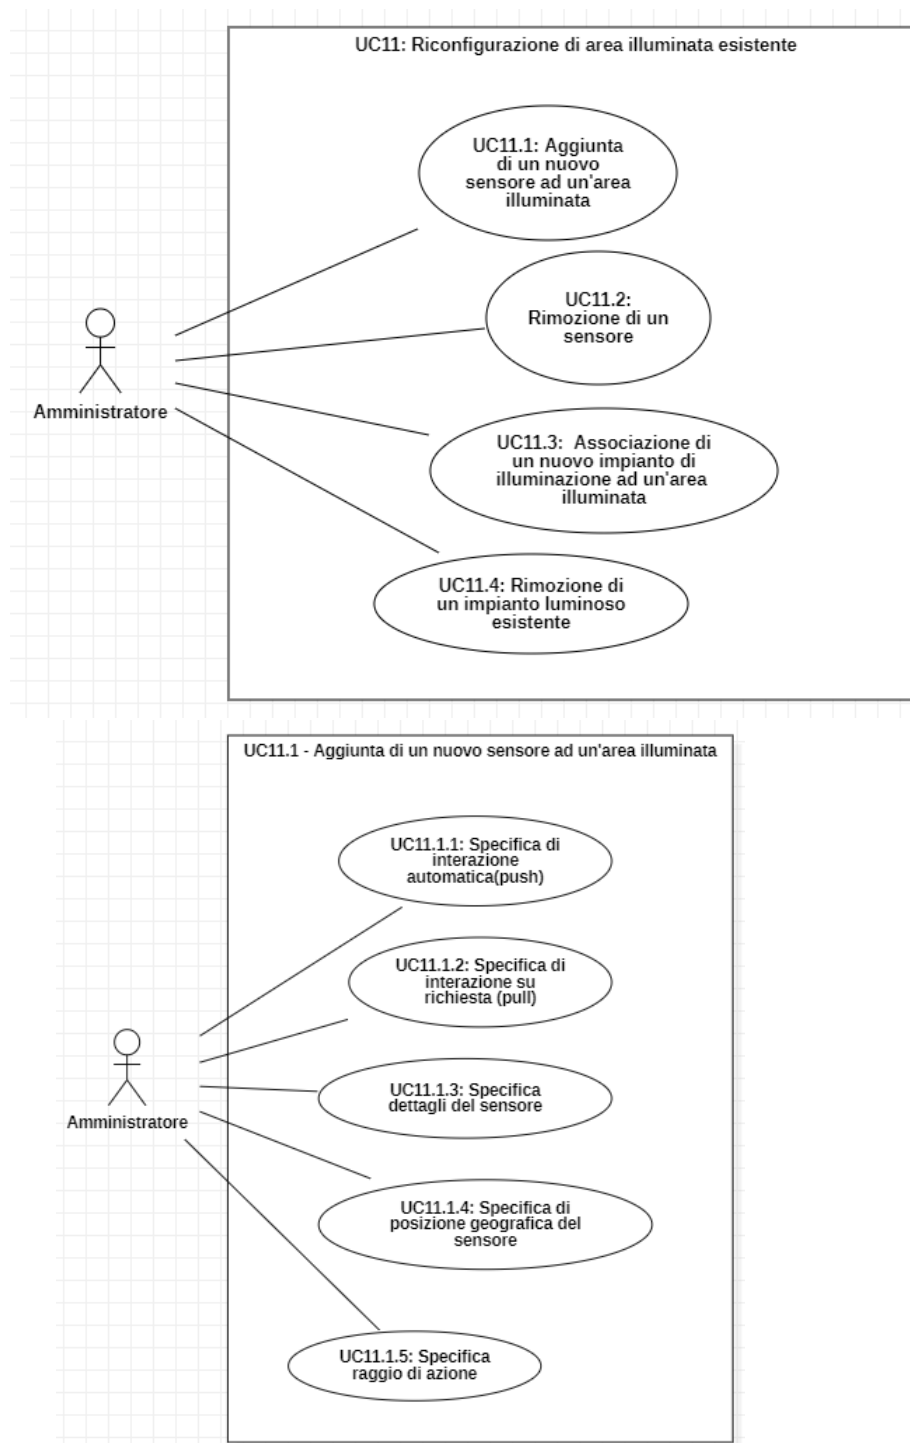 UC11: Riconfigurazione di area illuminata esistente
UC11.1: Aggiunta
di un nuovo
sensore ad un'area
illuminata
UC11.2:
Rimozione di un
sensore
Amministratore
UC11.3:  Associazione di
un nuovo impianto di
illuminazione ad un'area
illuminata
UC11.4: Rimozione di
un impianto luminoso
esistente
UC11.1 - Aggiunta di un nuovo sensore ad un'area illuminata
UC11.1.1: Specifica di
interazione
automatica(push)
UC11.1.2: Specifica di
interazione su
richiesta (pull)
UC11.1.3: Specifica
dettagli del sensore
Amministratore
UC11.1.4: Specifica di
posizione geografica del
sensore
UC11.1.5: Specifica
raggio di azione